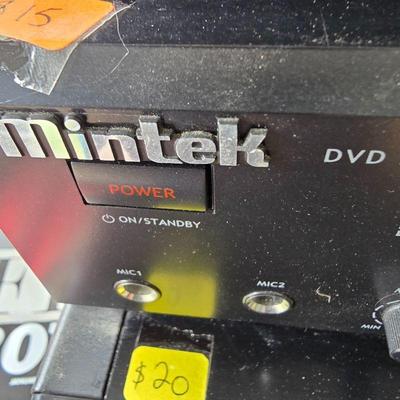 $15
mintek
DVD
POWER
ON/STANDBY
MIC1
MIC2
MIN
$20